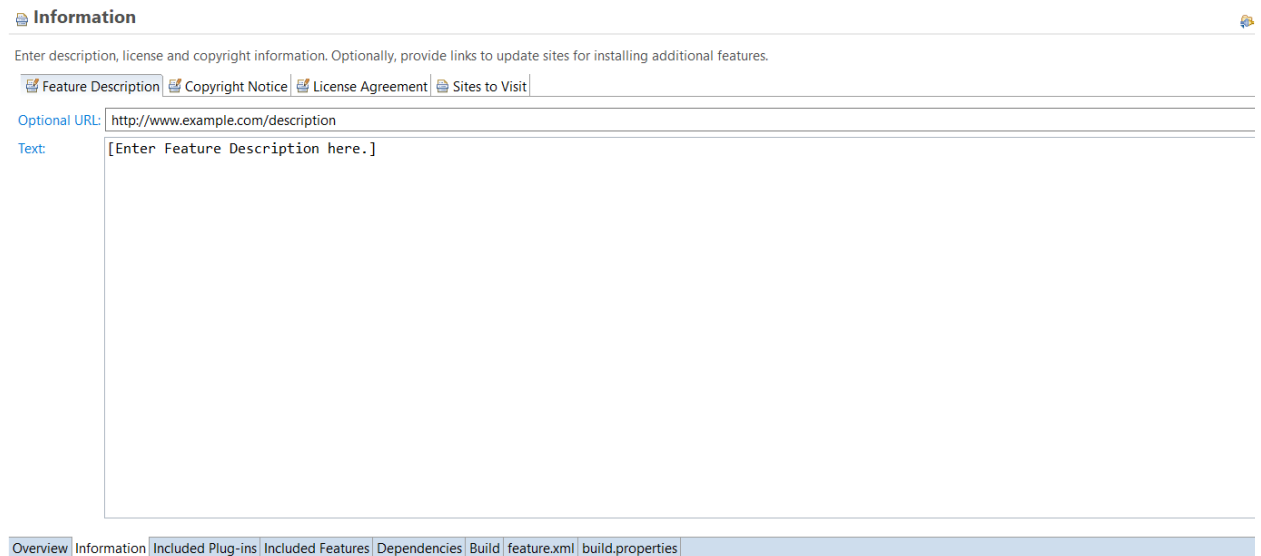 Information
Enter description, license and copyright information. Optionally, provide links to update sites for installing additional features.
Feature Description Copyright Notice License Agreement Sites to Visit
Optional URL: http://www.example.com/description
Text: [Enter Feature Description here.]
Overview Information Included Plug-ins Included Features Dependencies Build feature.xml build.properties